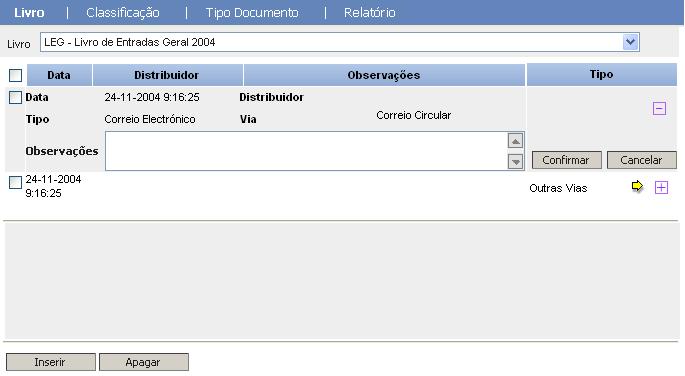 Livro | Classificação | Tipo Documento | Relatório
Livro LEG - Livro de Entradas Geral 2004
Data Distribuidor Observações Tipo
Data 24-11-2004 9:16:25 Distribuidor
Tipo Correio Electrónico Via Correio Circular
Observações
Confirmar Cancelar
24-11-2004
9:16:25
Outras Vias
Inserir Apagar